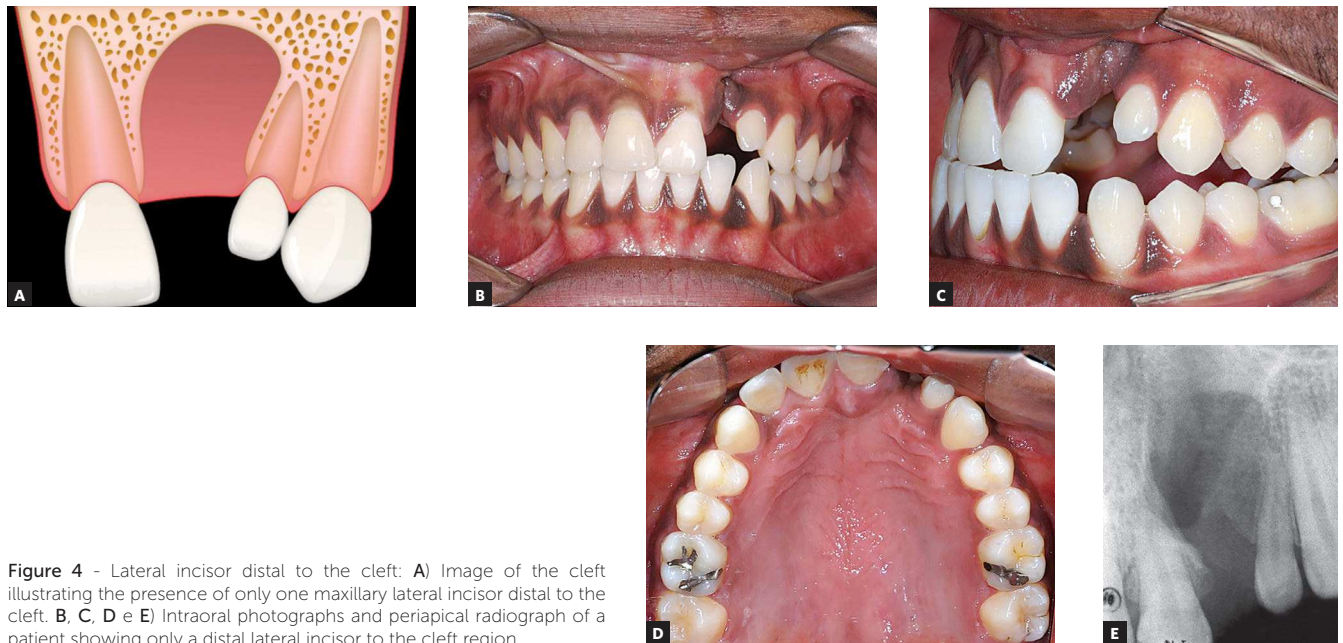 A
B
C
Figure 4 - Lateral incisor distal to the cleft: A) Image of the cleft
illustrating the presence of only one maxillary lateral incisor distal to the
cleft. B, C, D e E) Intraoral photographs and periapical radiograph of a
patient showing only a distal lateral incisor to the cleft region.
D
E